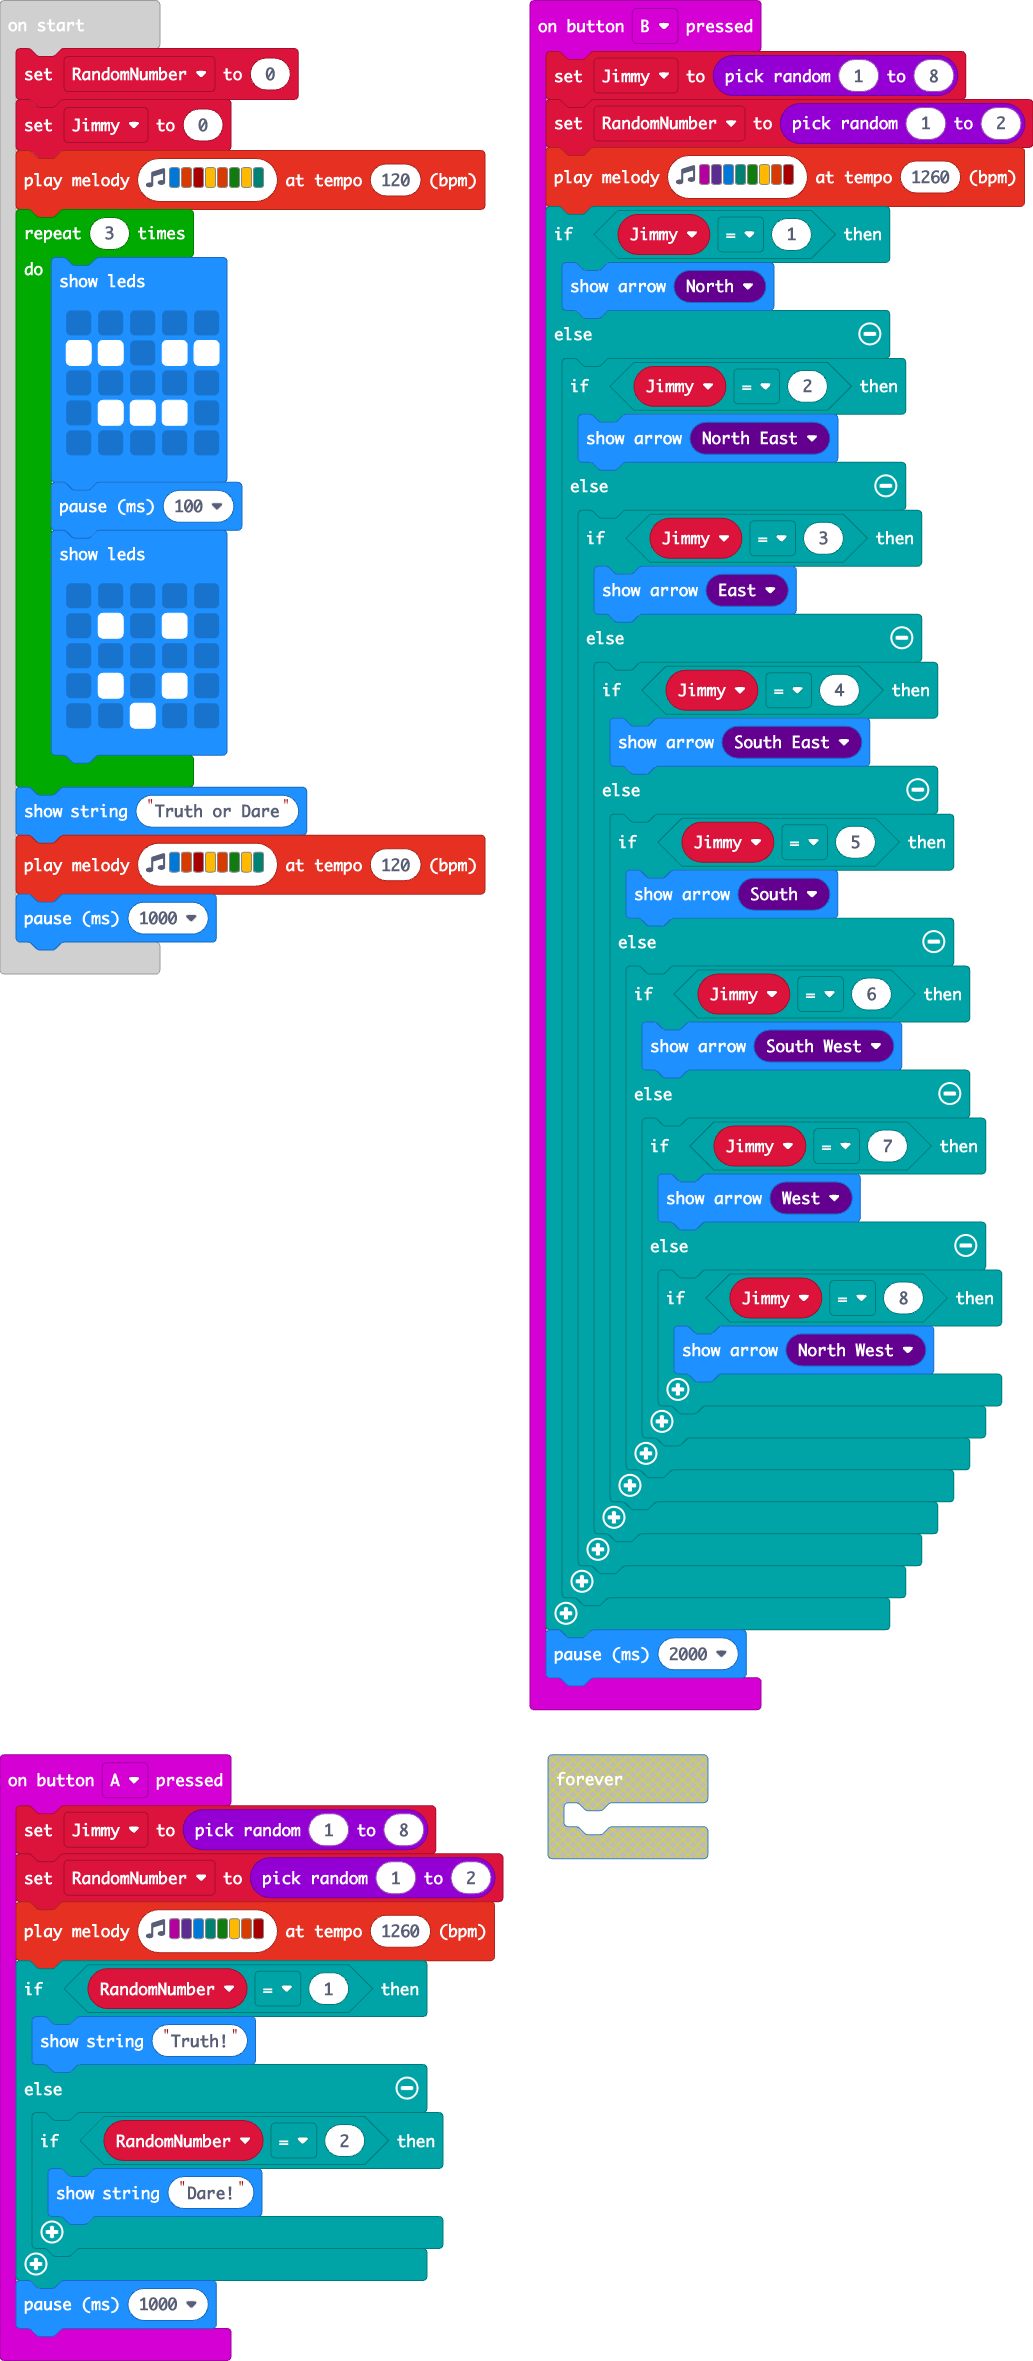 on start
set RandomNumber to 0
set Jimmy to 0
play melody at tempo 120 (bpm)
repeat 3 times
do
show leds
pause (ms) 100
show leds
show string "Truth or Dare"
play melody at tempo 120 (bpm)
pause (ms) 1000
on button B pressed
set Jimmy to pick random 1 to 8
set RandomNumber to pick random 1 to 2
play melody at tempo 1260 (bpm)
if Jimmy = 1 then
show arrow North
else
if Jimmy = 2 then
show arrow North East
else
if Jimmy = 3 then
show arrow East
else
if Jimmy = 4 then
show arrow South East
else
if Jimmy = 5 then
show arrow South
else
if Jimmy = 6 then
show arrow South West
else
if Jimmy = 7 then
show arrow West
else
if Jimmy = 8 then
show arrow North West
pause (ms) 2000
on button A pressed
set Jimmy to pick random 1 to 8
set RandomNumber to pick random 1 to 2
play melody at tempo 1260 (bpm)
if RandomNumber = 1 then
show string "Truth!"
else
if RandomNumber = 2 then
show string "Dare!"
pause (ms) 1000
forever